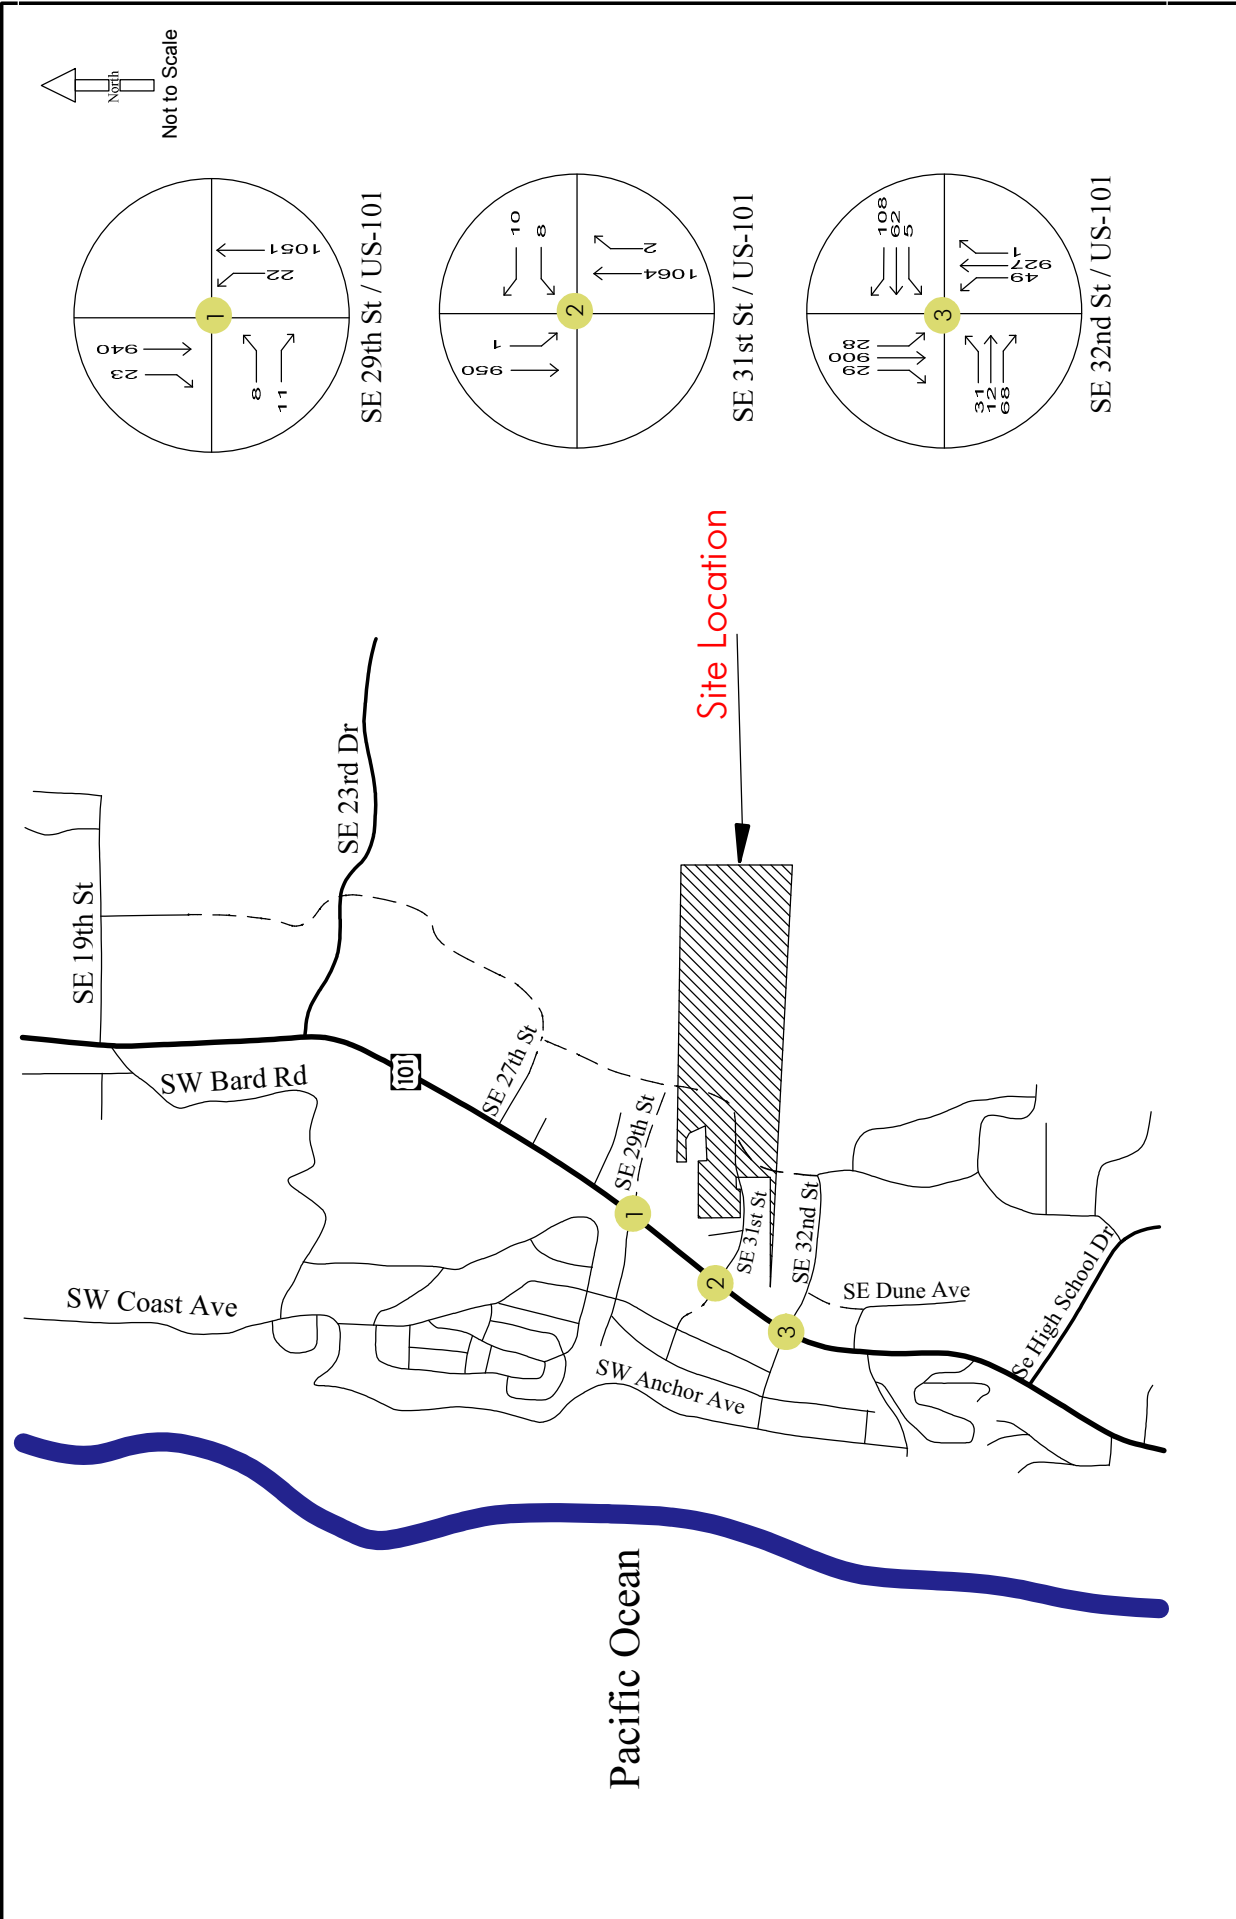 North
Not to Scale
1
940
23
1051
22
8
11
SE 29th St / US-101
2
10
8
1
950
2
1064
SE 31st St / US-101
3
108
62
5
28
900
29
1
927
49
31
12
68
SE 32nd St / US-101
Site Location
SE 19th St
SE 23rd Dr
SW Bard Rd
101
SE 27th St
SE 29th St
SW Coast Ave
1
2
3
SE 31st St
SE 32nd St
SE Dune Ave
Se High School Dr
SW Anchor Ave
Pacific Ocean